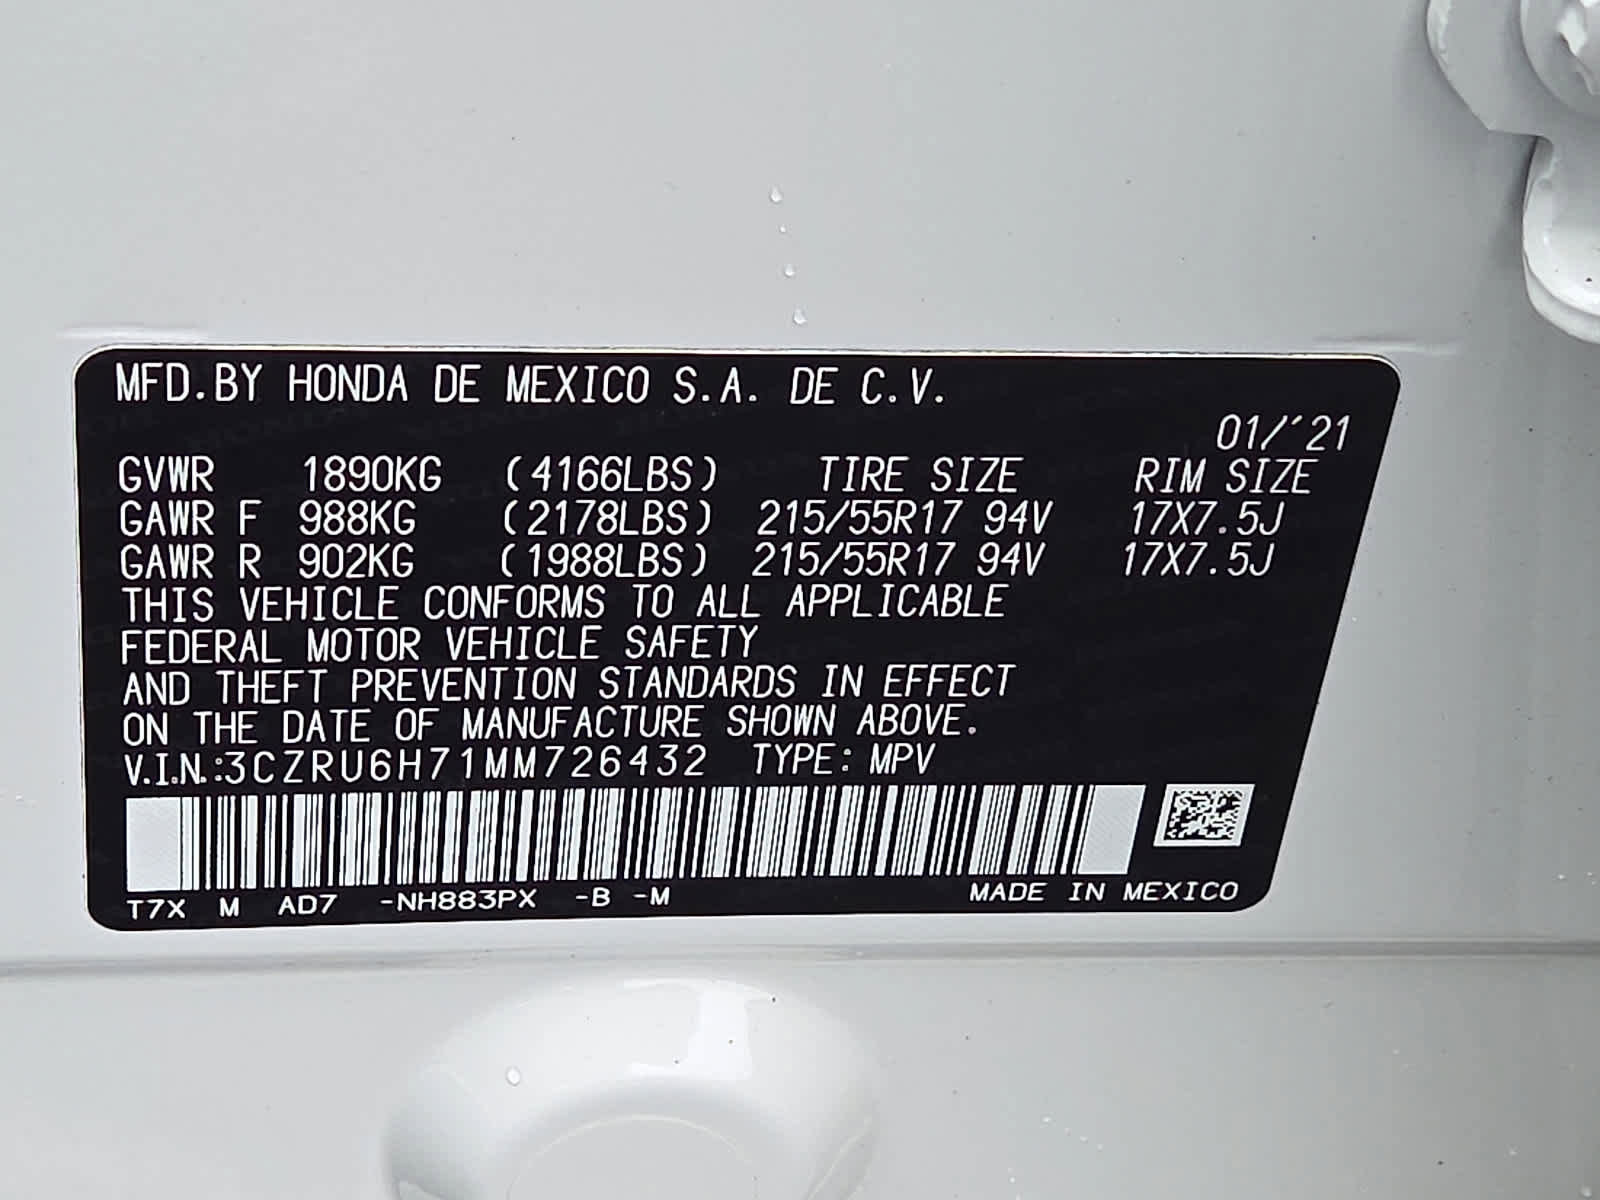 MFD.BY HONDA DE MEXICO S.A. DE C.V.
01/'21
GVWR 1890KG (4166LBS) TIRE SIZE RIM SIZE
GAWR F 988KG (2178LBS) 215/55R17 94V 17X7.5J
GAWR R 902KG (1988LBS) 215/55R17 94V 17X7.5J
THIS VEHICLE CONFORMS TO ALL APPLICABLE
FEDERAL MOTOR VEHICLE SAFETY
AND THEFT PREVENTION STANDARDS IN EFFECT
ON THE DATE OF MANUFACTURE SHOWN ABOVE.
V.I.N.:3CZRU6H71MM726432 TYPE: MPV
T7X M AD7 -NH883PX -B -M MADE IN MEXICO